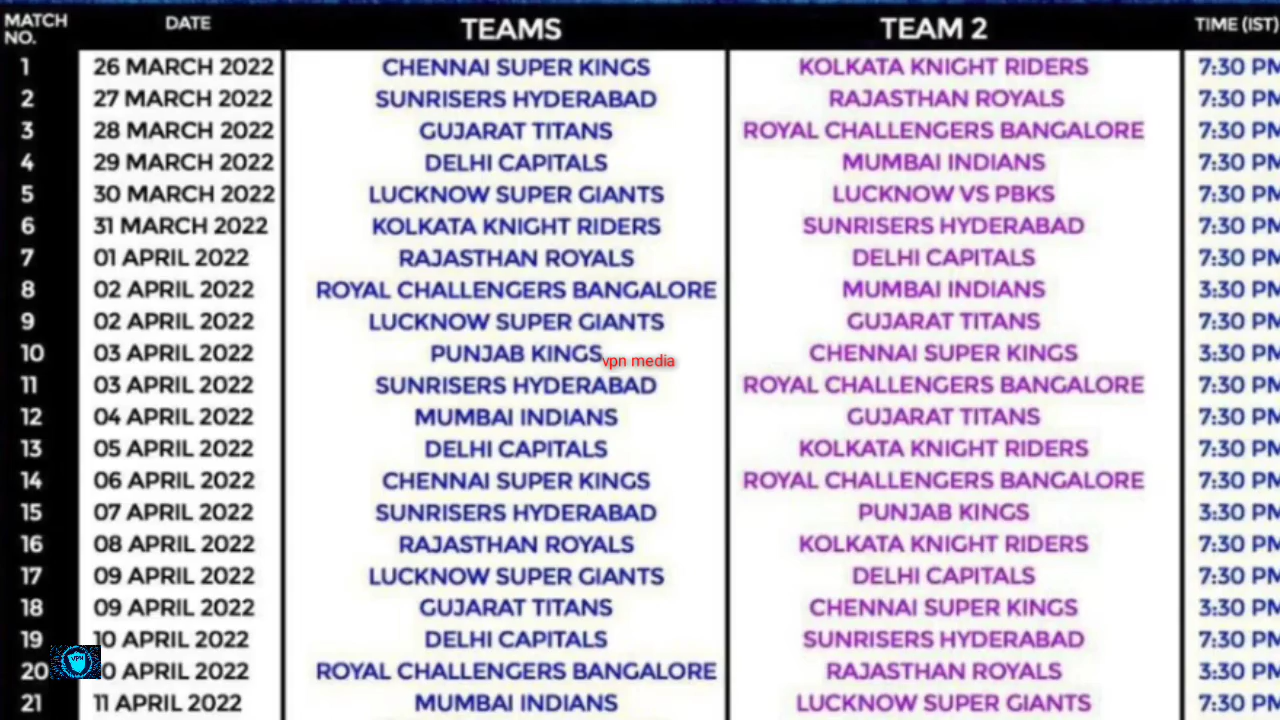 MATCH NO. DATE TEAMS TEAM 2 TIME (IST)
1 26 MARCH 2022 CHENNAI SUPER KINGS KOLKATA KNIGHT RIDERS 7:30 PM
2 27 MARCH 2022 SUNRISERS HYDERABAD RAJASTHAN ROYALS 7:30 PM
3 28 MARCH 2022 GUJARAT TITANS ROYAL CHALLENGERS BANGALORE 7:30 PM
4 29 MARCH 2022 DELHI CAPITALS MUMBAI INDIANS 7:30 PM
5 30 MARCH 2022 LUCKNOW SUPER GIANTS LUCKNOW VS PBKS 7:30 PM
6 31 MARCH 2022 KOLKATA KNIGHT RIDERS SUNRISERS HYDERABAD 7:30 PM
7 01 APRIL 2022 RAJASTHAN ROYALS DELHI CAPITALS 7:30 PM
8 02 APRIL 2022 ROYAL CHALLENGERS BANGALORE MUMBAI INDIANS 3:30 PM
9 02 APRIL 2022 LUCKNOW SUPER GIANTS GUJARAT TITANS 7:30 PM
10 03 APRIL 2022 PUNJAB KINGS CHENNAI SUPER KINGS 3:30 PM
vpn media
11 03 APRIL 2022 SUNRISERS HYDERABAD ROYAL CHALLENGERS BANGALORE 7:30 PM
12 04 APRIL 2022 MUMBAI INDIANS GUJARAT TITANS 7:30 PM
13 05 APRIL 2022 DELHI CAPITALS KOLKATA KNIGHT RIDERS 7:30 PM
14 06 APRIL 2022 CHENNAI SUPER KINGS ROYAL CHALLENGERS BANGALORE 7:30 PM
15 07 APRIL 2022 SUNRISERS HYDERABAD PUNJAB KINGS 3:30 PM
16 08 APRIL 2022 RAJASTHAN ROYALS KOLKATA KNIGHT RIDERS 7:30 PM
17 09 APRIL 2022 LUCKNOW SUPER GIANTS DELHI CAPITALS 7:30 PM
18 09 APRIL 2022 GUJARAT TITANS CHENNAI SUPER KINGS 3:30 PM
19 10 APRIL 2022 DELHI CAPITALS SUNRISERS HYDERABAD 7:30 PM
VPN
20 0 APRIL 2022 ROYAL CHALLENGERS BANGALORE RAJASTHAN ROYALS 3:30 PM
21 11 APRIL 2022 MUMBAI INDIANS LUCKNOW SUPER GIANTS 7:30 PM